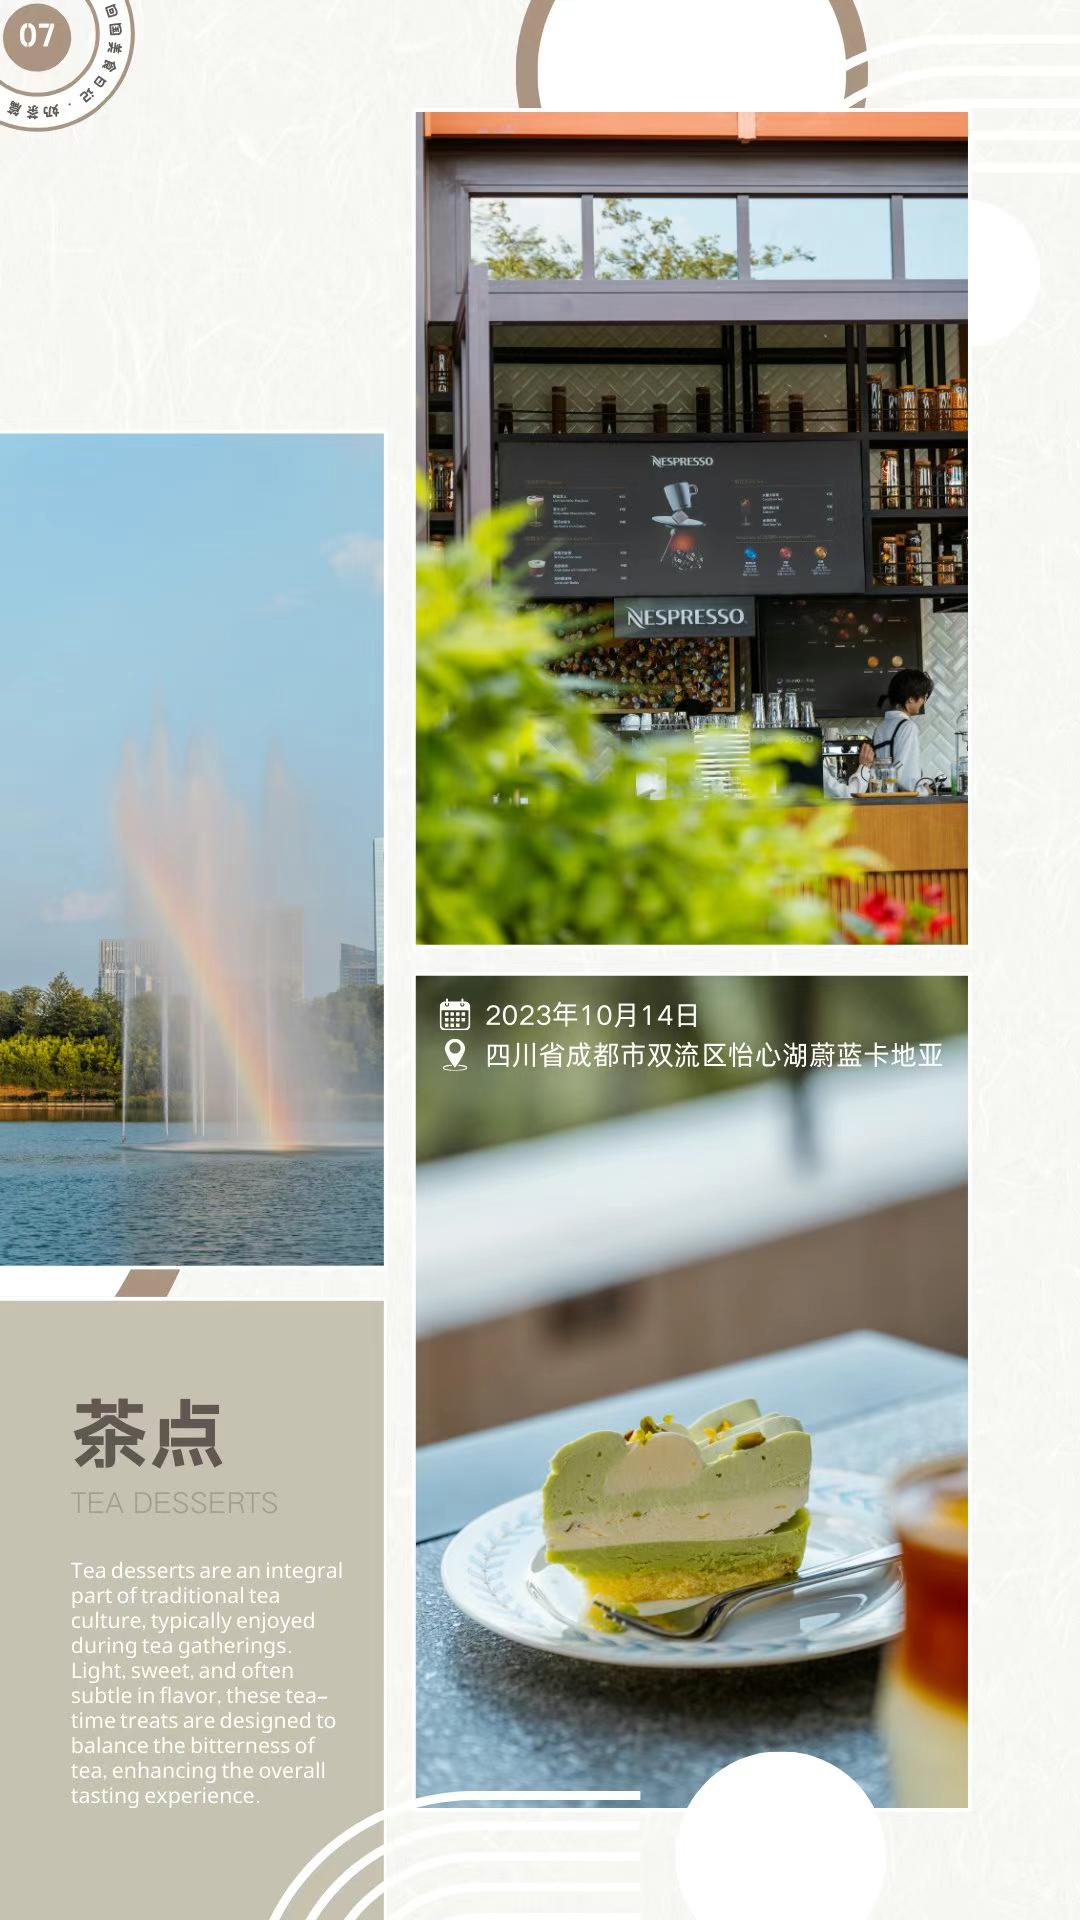 07
回国美食日记·奶茶篇
NESPRESSO
NESPRESSO
2023年10月14日
四川省成都市双流区怡心湖蔚蓝卡地亚
茶点
TEA DESSERTS
Tea desserts are an integral
part of traditional tea
culture, typically enjoyed
during tea gatherings.
Light, sweet, and often
subtle in flavor, these tea-
time treats are designed to
balance the bitterness of
tea, enhancing the overall
tasting experience.